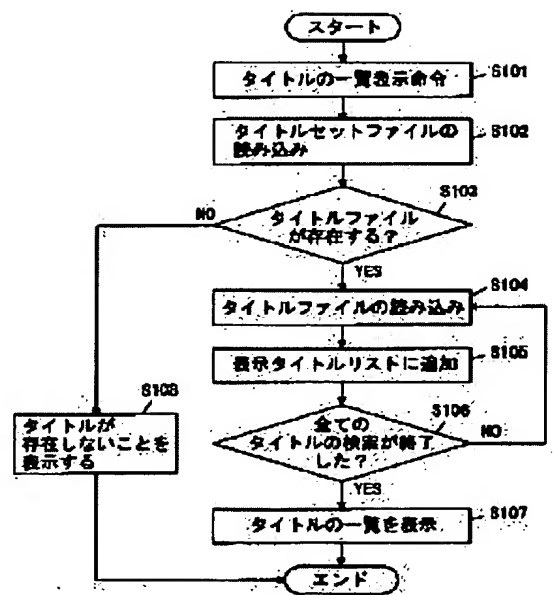 スタート
タイトルの一覧表示命令
S101
タイトルセットファイルの
読み込み
S102
S103
タイトルファイル
が存在する?
NO
YES
S104
タイトルファイルの読み込み
表示タイトルリストに追加
S105
S106
全ての
タイトルの検索が終了
した?
NO
YES
S108
タイトルが
存在しないことを
表示する
タイトルの一覧を表示
S107
エンド